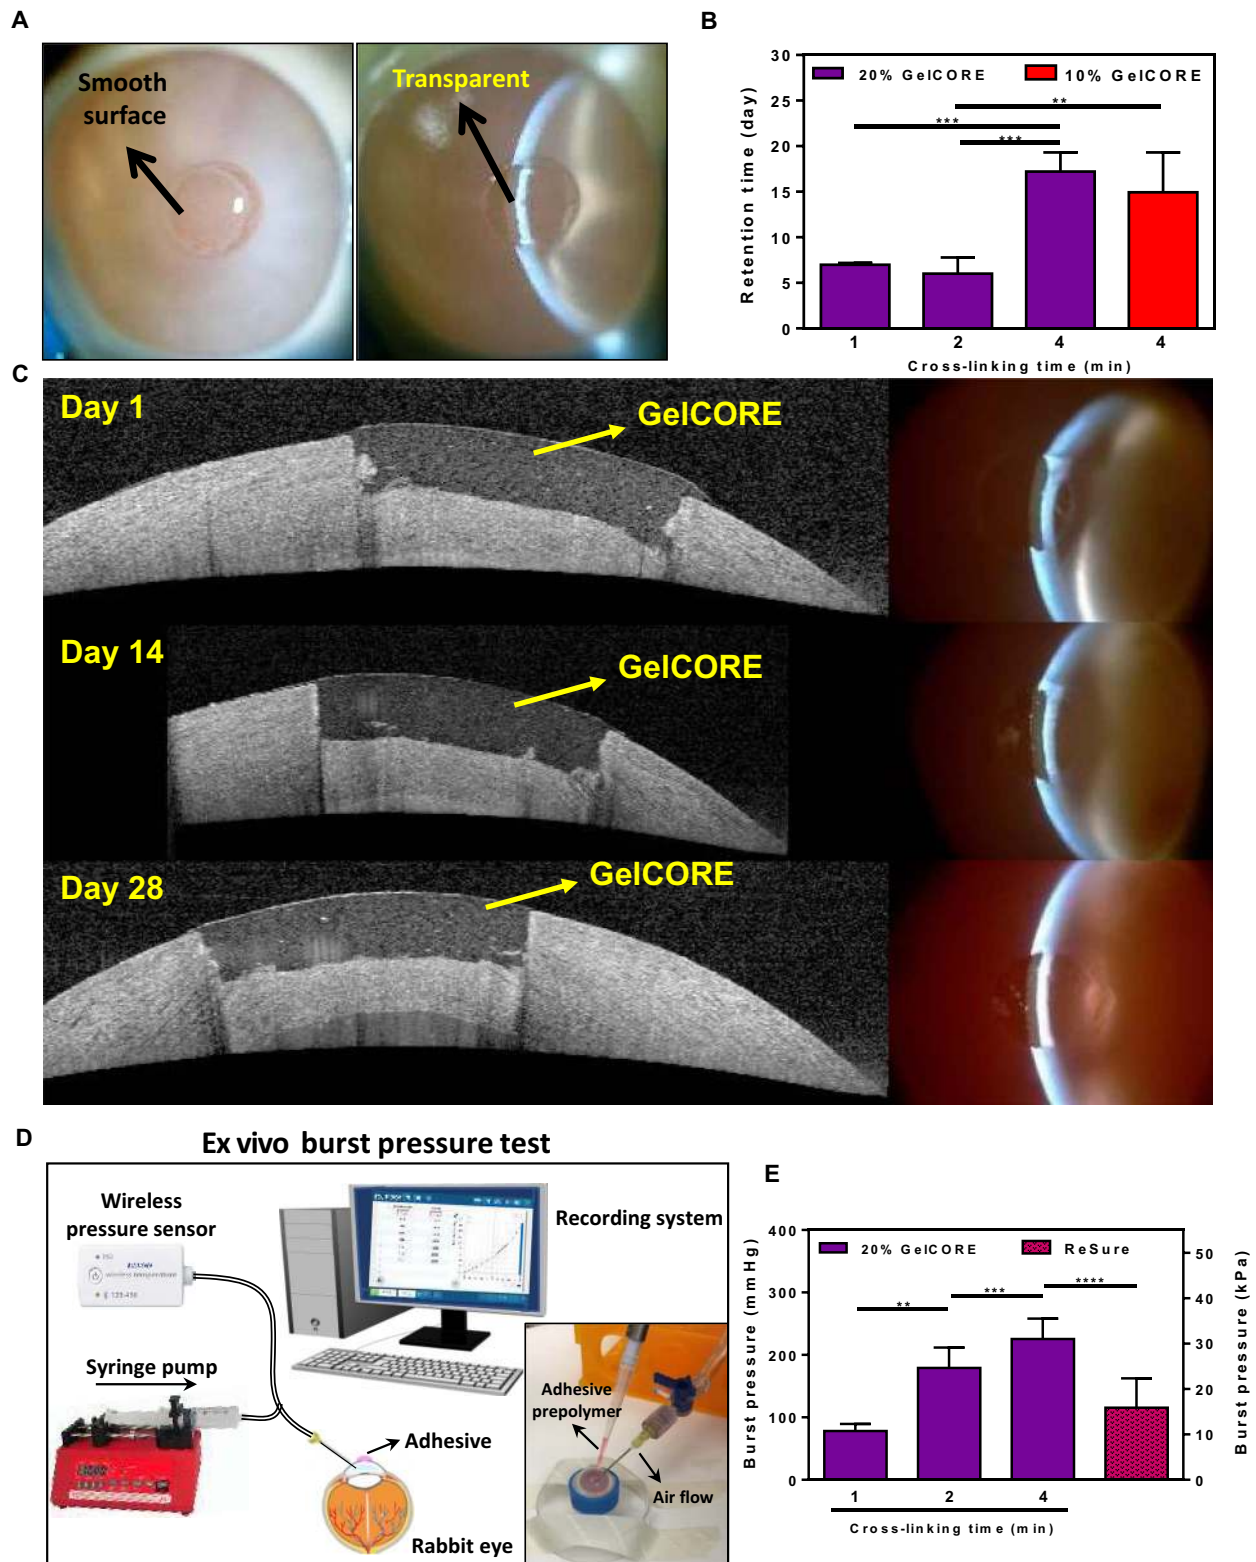 A
Smooth
surface
Transparent
B
30
25
20
15
10
5
0
Retention time (day)
20% GelCORE
10% GelCORE
**
***
***
1
2
4
4
Cross-linking time (min)
C
Day 1
GelCORE
Day 14
GelCORE
Day 28
GelCORE
D
Ex vivo burst pressure test
Wireless
pressure sensor
PASCO
wireless temperature
Recording system
Syringe pump
Adhesive
Rabbit eye
Adhesive
prepolymer
Air flow
E
400
300
200
100
0
Burst pressure (mmHg)
20% GelCORE
ReSure
**
***
****
50
40
30
20
10
0
Burst pressure (kPa)
1
2
4
Cross-linking time (min)